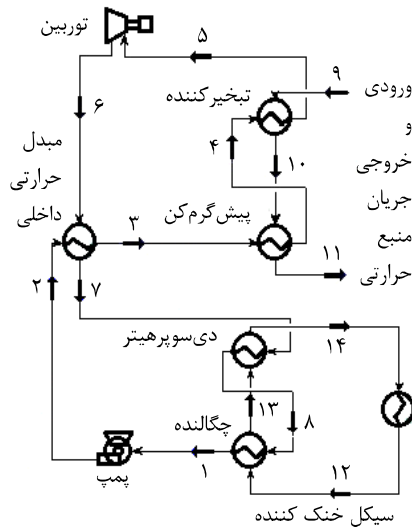 توربین
۵
۹
ورودی
و
خروجی
جریان
منبع
حرارتی
تبخیرکننده
۶
۴
۱۰
مبدل
حرارتی
داخلی
۳
پیش‌گرم‌کن
۱۱
۲
۷
دی‌سوپرهیتر
۱۴
۱۳
۸
چگالنده
۱
پمپ
۱۲
سیکل خنک کننده